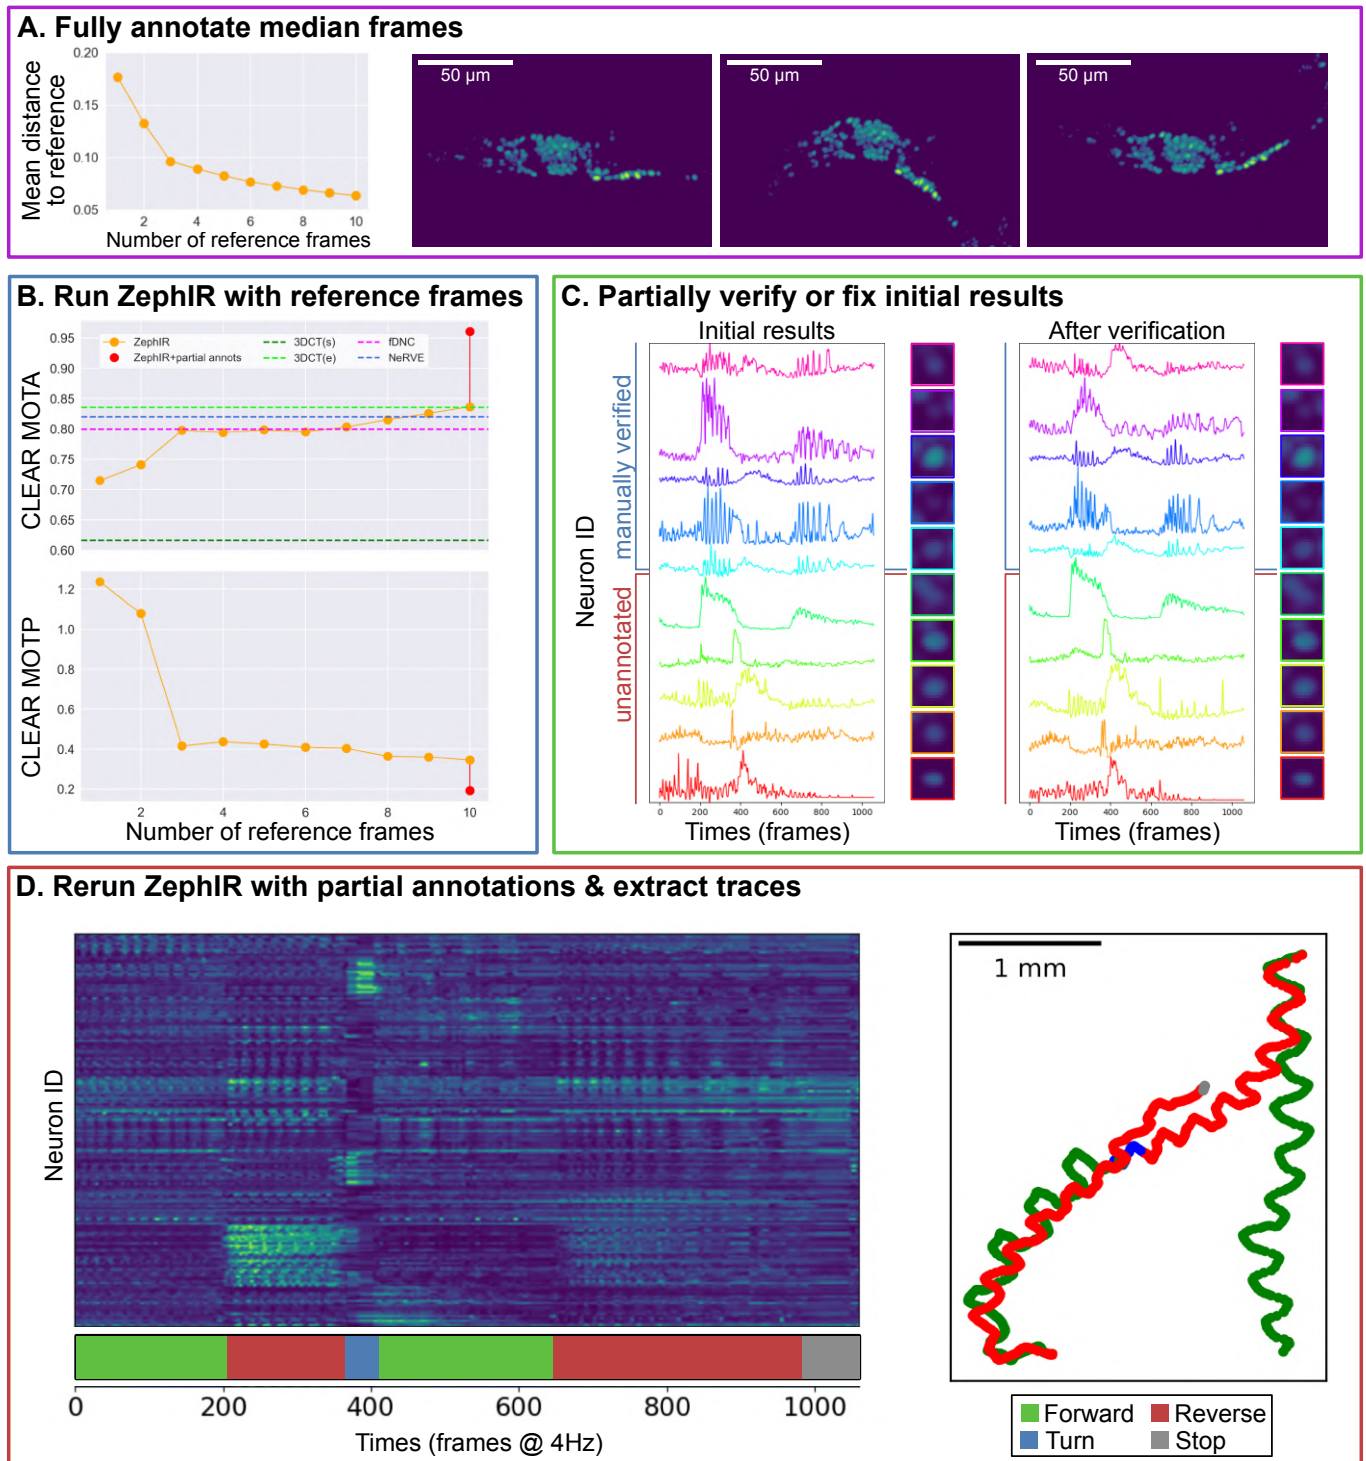 A. Fully annotate median frames
Mean distance
to reference
0.20
0.15
0.10
0.05
2 4 6 8 10
Number of reference frames
50 µm
50 µm
50 µm
B. Run ZephIR with reference frames
CLEAR MOTA
0.95
0.90
0.85
0.80
0.75
0.70
0.65
0.60
ZephIR
ZephIR+partial annots
3DCT(s)
3DCT(e)
fDNC
NeRVE
CLEAR MOTP
1.2
1.0
0.8
0.6
0.4
0.2
2 4 6 8 10
Number of reference frames
C. Partially verify or fix initial results
Initial results
After verification
Neuron ID
manually verified
unannotated
0 200 400 600 800 1000
Times (frames)
0 200 400 600 800 1000
Times (frames)
D. Rerun ZephIR with partial annotations & extract traces
Neuron ID
0 200 400 600 800 1000
Times (frames @ 4Hz)
1 mm
Forward
Reverse
Turn
Stop